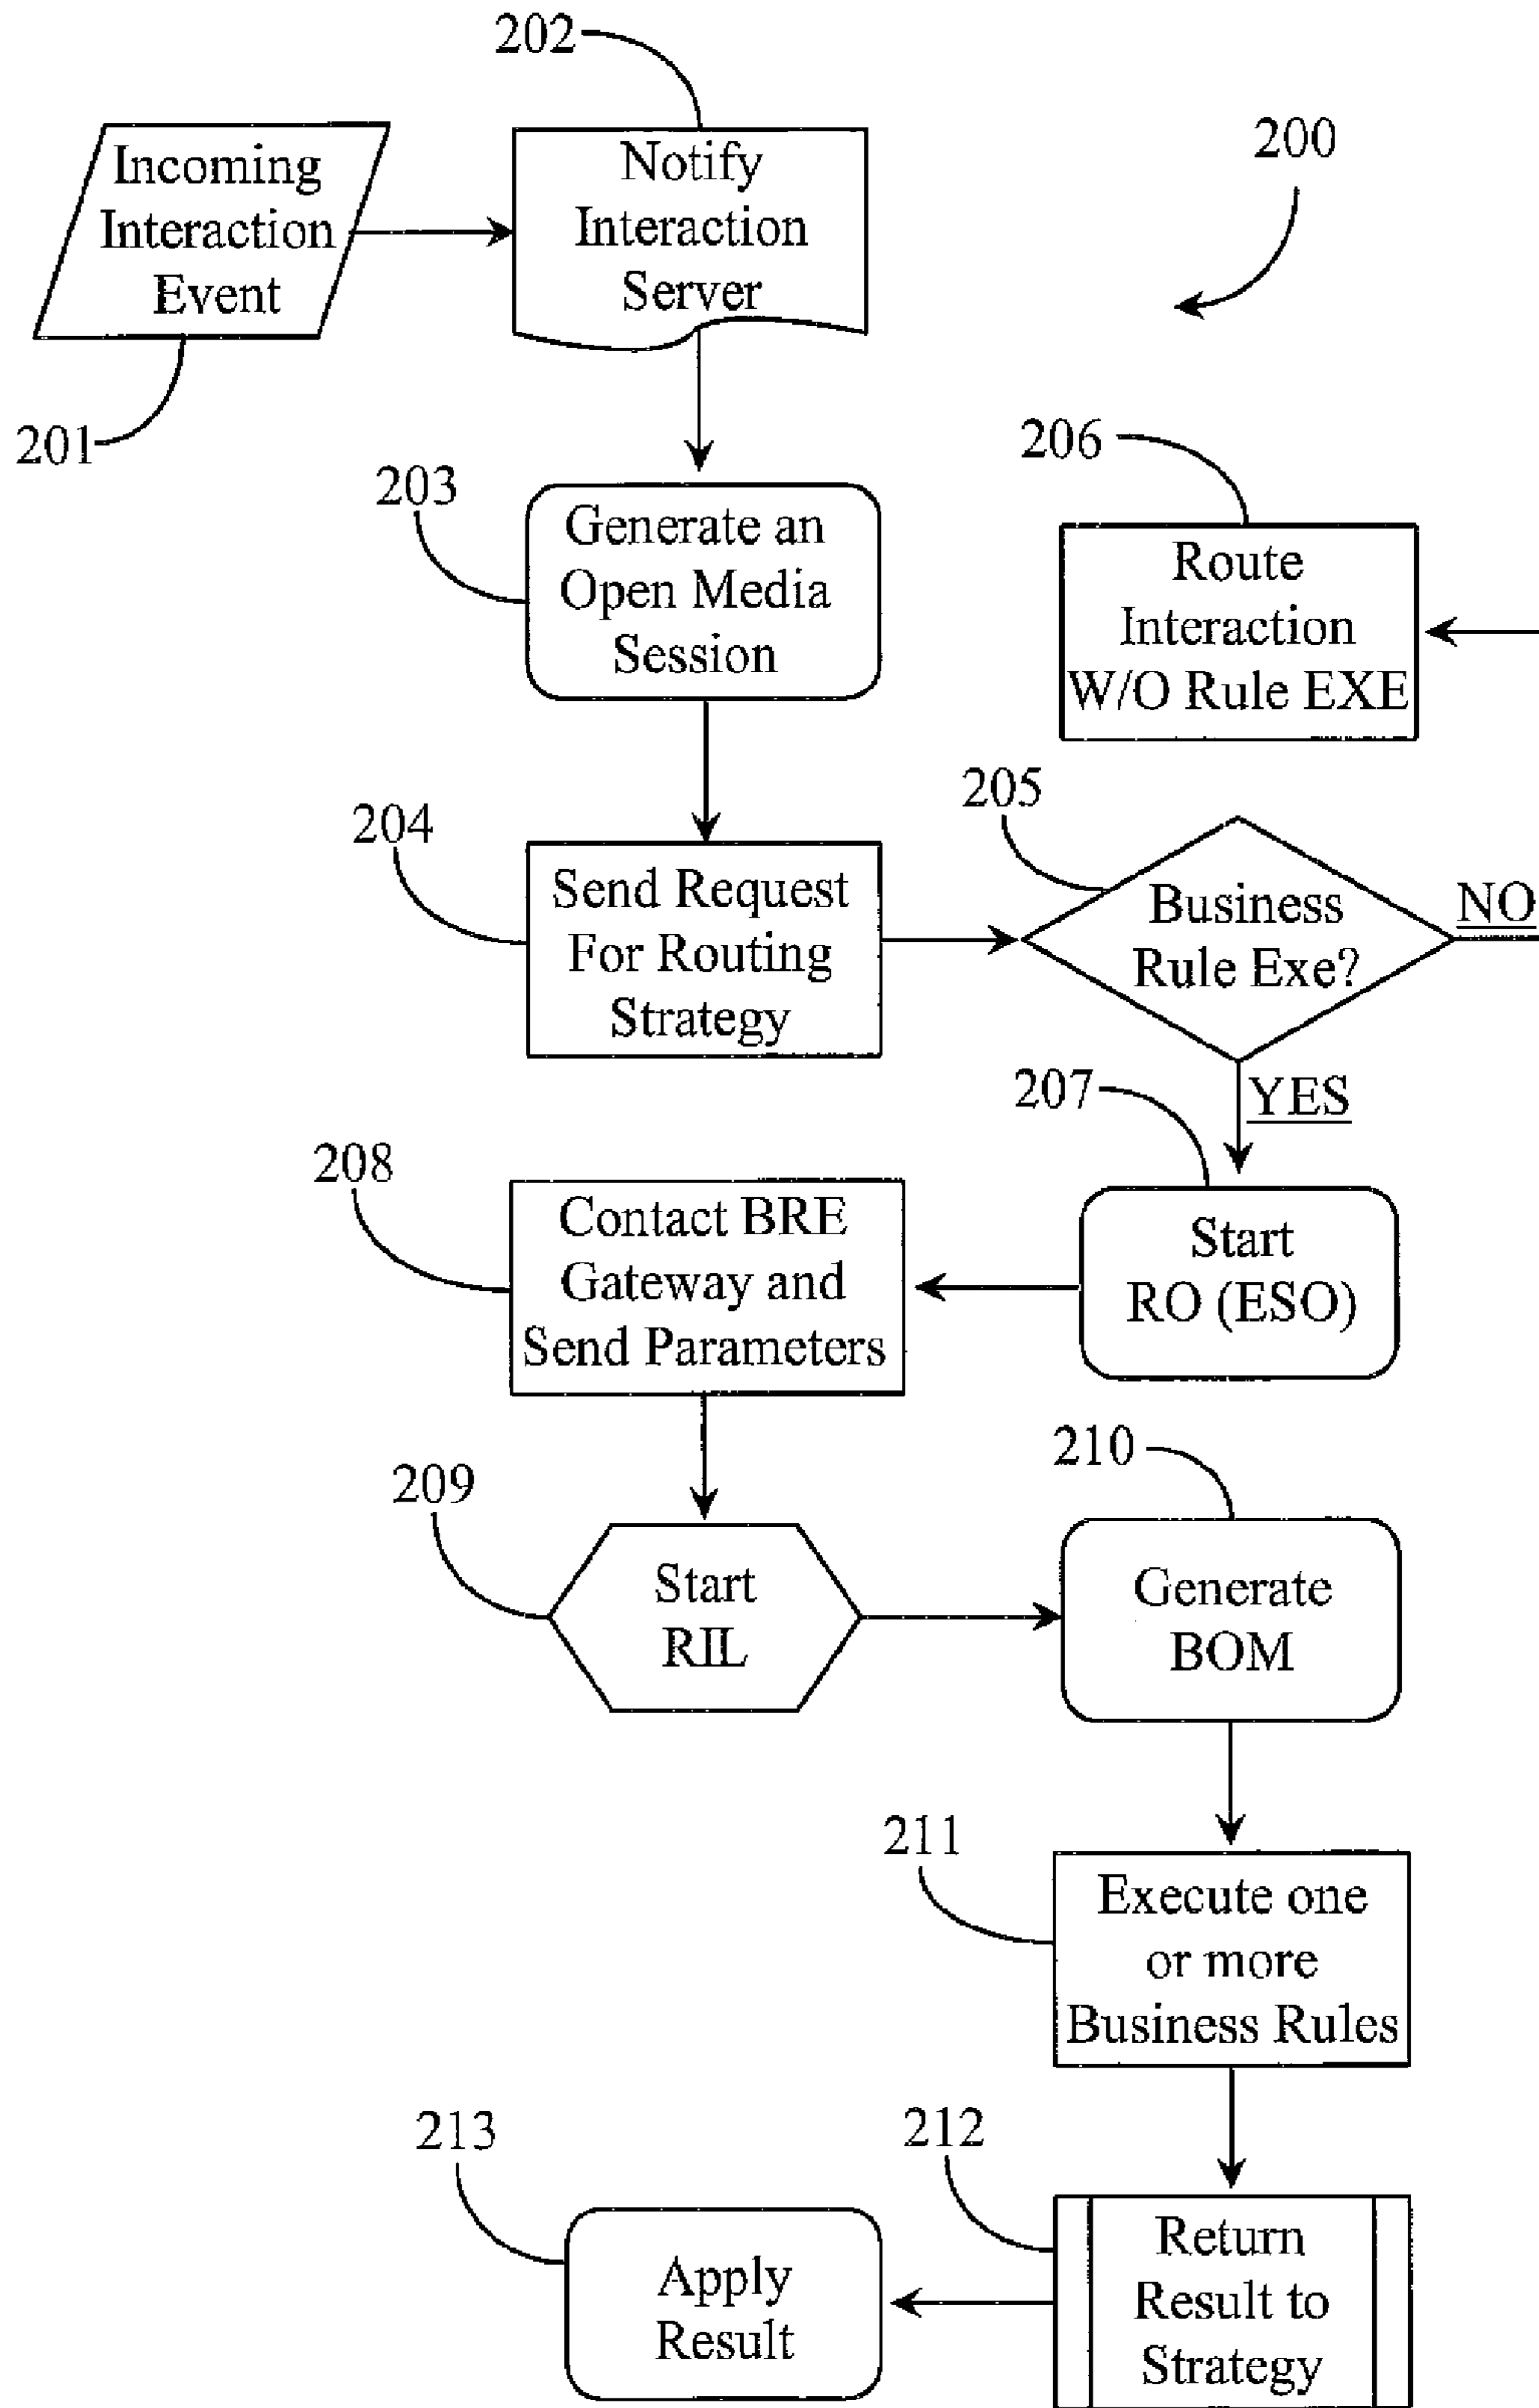 202
Incoming
Interaction
Event
201
Notify
Interaction
Server
200
203
Generate an
Open Media
Session
206
Route
Interaction
W/O Rule EXE
204
Send Request
For Routing
Strategy
205
Business
Rule Exe?
NO
YES
207
Start
RO (ESO)
208
Contact BRE
Gateway and
Send Parameters
209
Start
RIL
210
Generate
BOM
211
Execute one
or more
Business Rules
212
Return
Result to
Strategy
213
Apply
Result